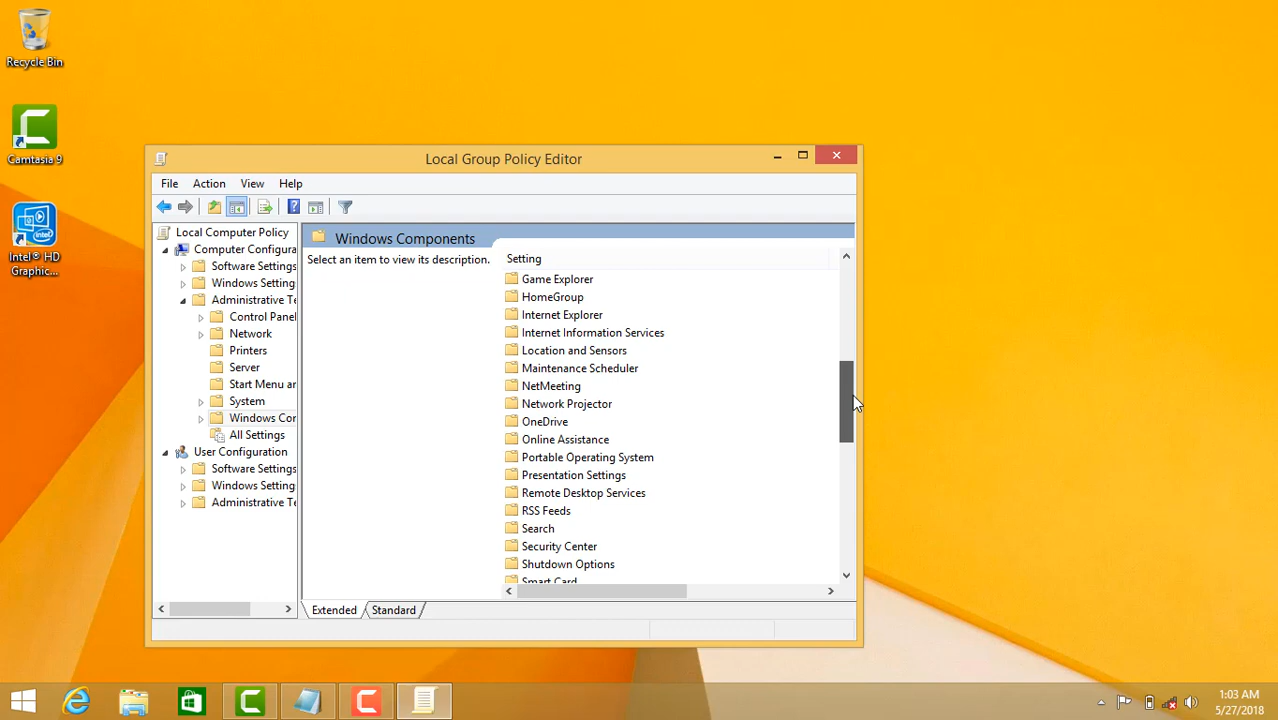 Recycle Bin
Camtasia 9
Intel® HD
Graphic...
Local Group Policy Editor
File Action View Help
Local Computer Policy
Computer Configura
Software Settings
Windows Setting
Administrative Te
Control Panel
Network
Printers
Server
Start Menu an
System
Windows Cor
All Settings
User Configuration
Software Settings
Windows Setting
Administrative Te
Windows Components
Select an item to view its description.
Setting
Game Explorer
HomeGroup
Internet Explorer
Internet Information Services
Location and Sensors
Maintenance Scheduler
NetMeeting
Network Projector
OneDrive
Online Assistance
Portable Operating System
Presentation Settings
Remote Desktop Services
RSS Feeds
Search
Security Center
Shutdown Options
Smart Card
Extended Standard
1:03 AM
5/27/2018